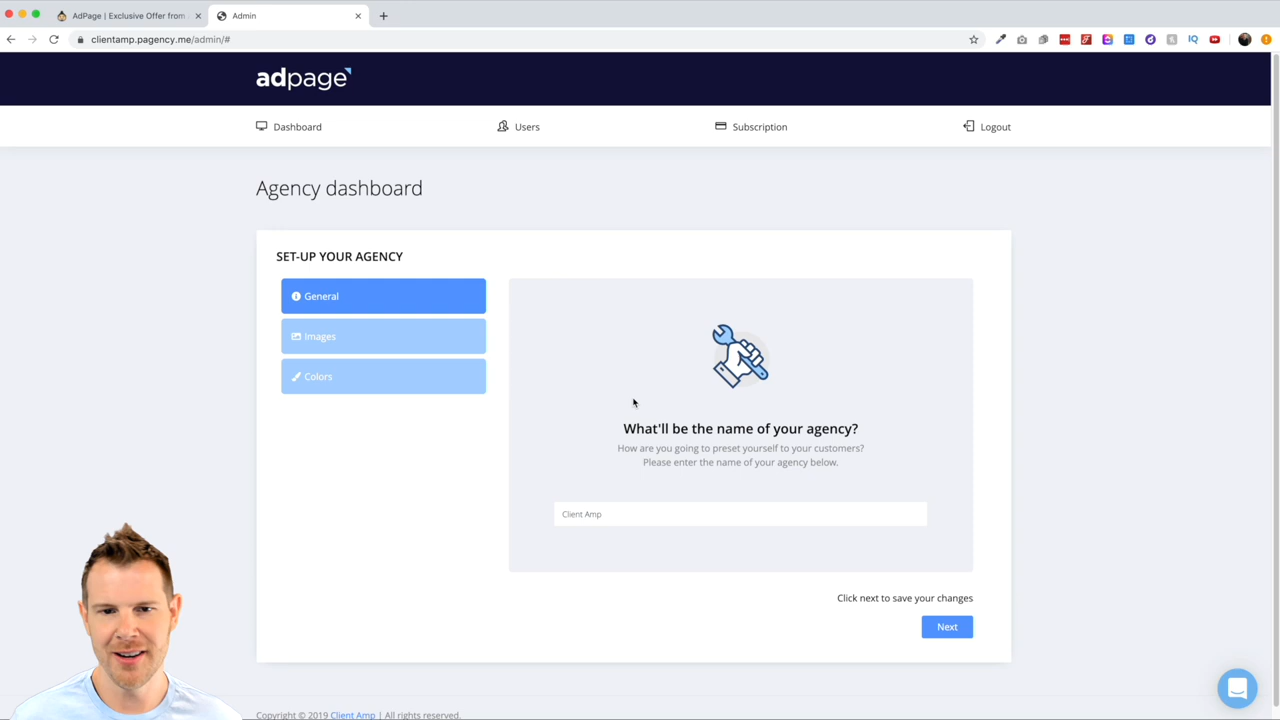 AdPage | Exclusive Offer from
Admin
clientamp.pagency.me/admin/#
adpage
Dashboard
Users
Subscription
Logout
Agency dashboard
SET-UP YOUR AGENCY
General
Images
Colors
What'll be the name of your agency?
How are you going to preset yourself to your customers?
Please enter the name of your agency below.
Client Amp
Click next to save your changes
Next
Copyright © 2019 Client Amp | All rights reserved.